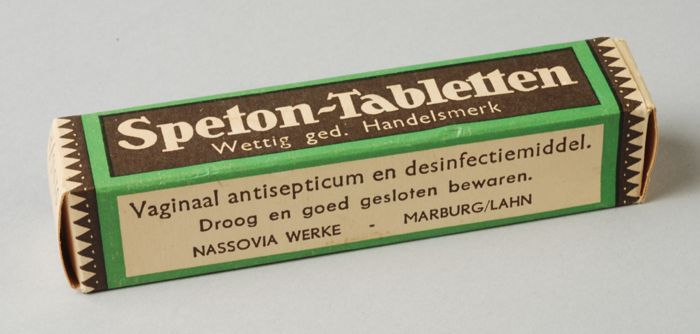 Speton-Tabletten
Wettig ged. Handelsmerk
Vaginaal antisepticum en desinfectiemiddel.
Droog en goed gesloten bewaren.
NASSOVIA WERKE - MARBURG/LAHN